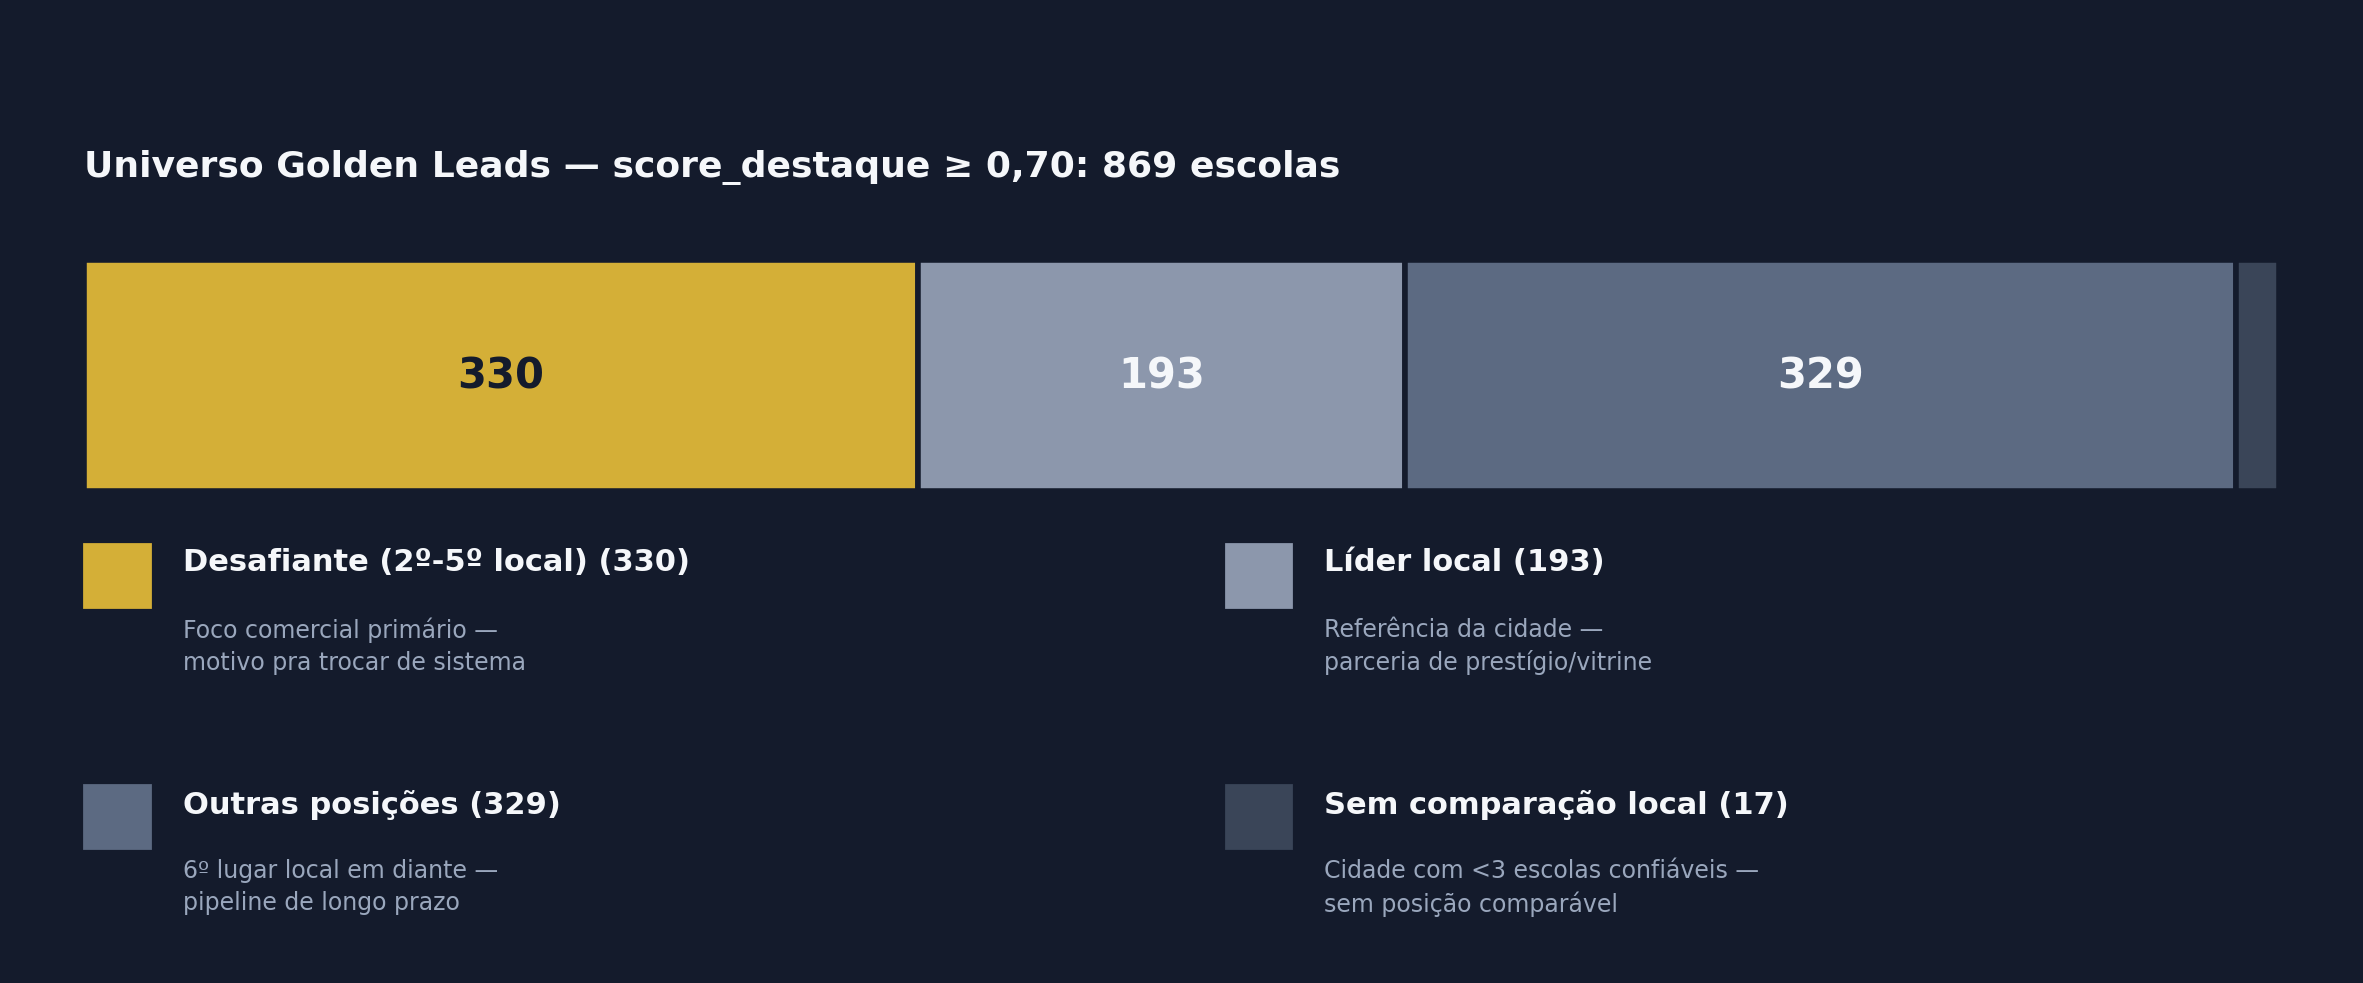 Universo Golden Leads — score_destaque ≥ 0,70: 869 escolas
330
193
329
Desafiante (2º-5º local) (330)
Foco comercial primário —
motivo pra trocar de sistema
Líder local (193)
Referência da cidade —
parceria de prestígio/vitrine
Outras posições (329)
6º lugar local em diante —
pipeline de longo prazo
Sem comparação local (17)
Cidade com <3 escolas confiáveis —
sem posição comparável